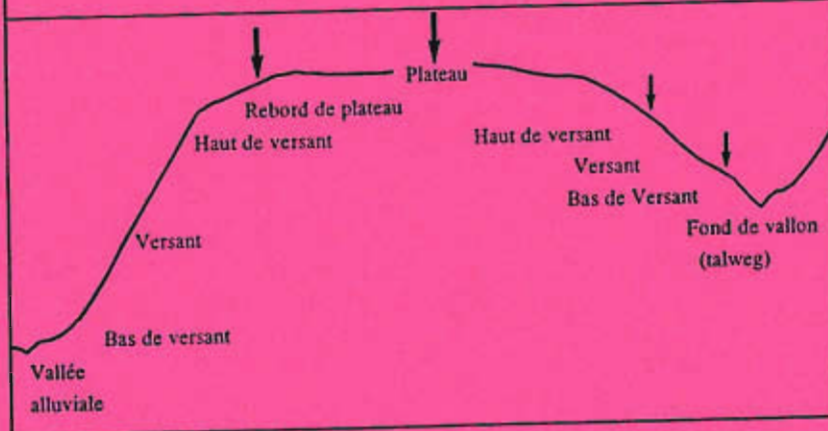 Plateau
Rebord de plateau
Haut de versant
Versant
Bas de versant
Vallée
alluviale
Haut de versant
Versant
Bas de Versant
Fond de vallon
(talweg)